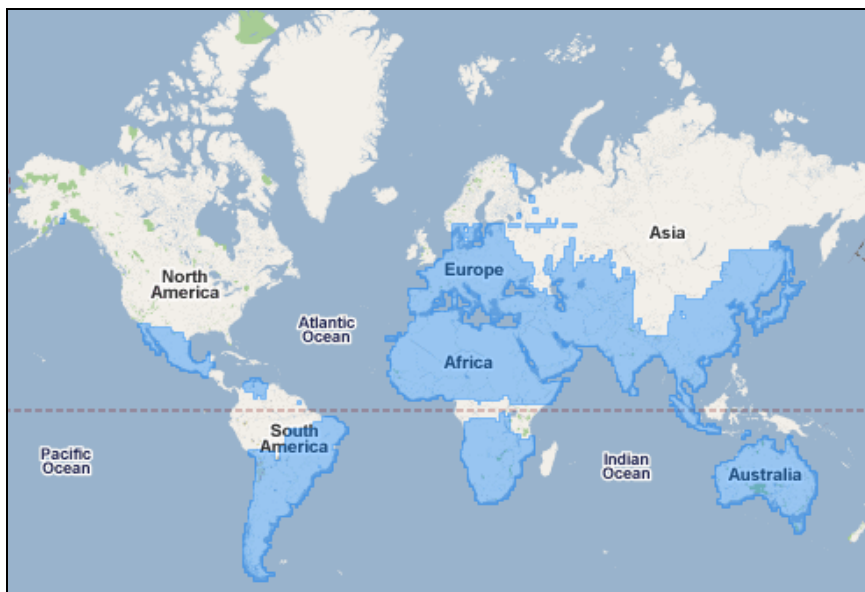 Asia
Europe
North
America
Atlantic
Ocean
Africa
South
America
Pacific
Ocean
Indian
Ocean
Australia